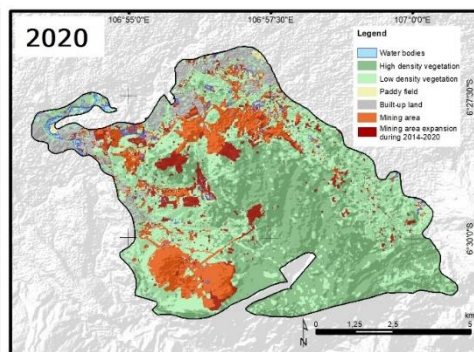 106°55'0"E 106°57'30"E 107°0'E
2020
Legend
Water bodies
High density vegetation
Low density vegetation
Paddy field
Built-up land
Mining area
Mining area expansion
during 2014-2020
6°27'30"S
6°30'0"S
km
0 1,25 2.5 5
N